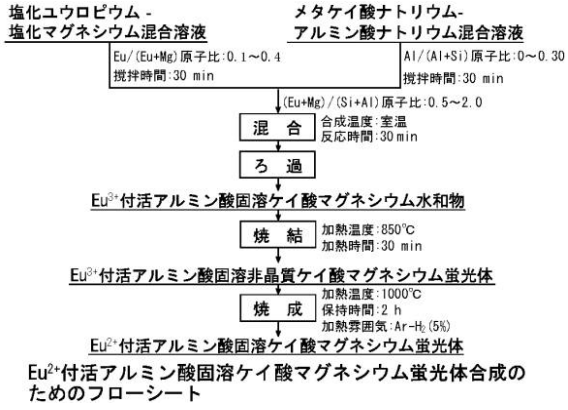 塩化ユウロピウム -
塩化マグネシウム混合溶液
メタケイ酸ナトリウム-
アルミン酸ナトリウム混合溶液
Eu/(Eu+Mg)原子比:0.1～0.4
撹拌時間:30 min
Al/(Al+Si)原子比:0～0.30
撹拌時間:30 min
(Eu+Mg)/(Si+Al)原子比:0.5～2.0
混 合
合成温度:室温
反応時間:30 min
ろ 過
Eu³⁺付活アルミン酸固溶ケイ酸マグネシウム水和物
焼 結
加熱温度:850℃
加熱時間:30 min
Eu³⁺付活アルミン酸固溶非晶質ケイ酸マグネシウム蛍光体
焼 成
加熱温度:1000℃
保持時間:2 h
加熱雰囲気:Ar-H₂(5%)
Eu²⁺付活アルミン酸固溶ケイ酸マグネシウム蛍光体
Eu²⁺付活アルミン酸固溶ケイ酸マグネシウム蛍光体合成の
ためのフローシート